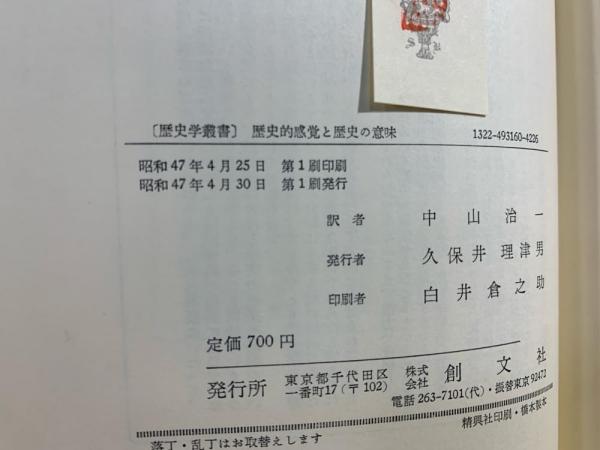 〔歴史学叢書〕 歴史的感覚と歴史の意味 1322-493160-4226
昭和47年4月25日 第1刷印刷
昭和47年4月30日 第1刷発行
訳者 中山治一
発行者 久保井理津男
印刷者 白井倉之助
定価700円
発行所 東京都千代田区一番町17(〒102) 株式会社 創文社
電話 263-7101(代)・振替東京92472
精興社印刷・橋本製本
落丁・乱丁はお取替えします